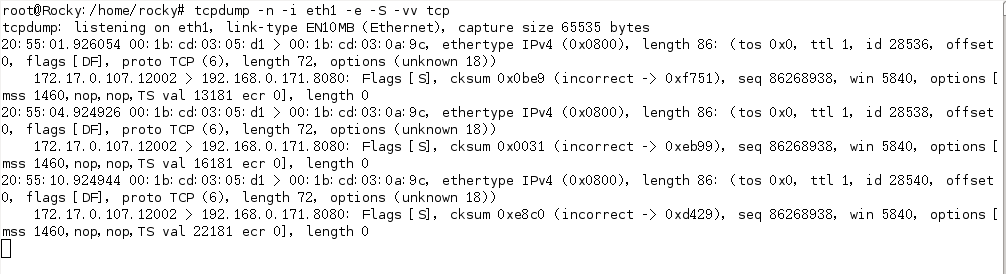 root@Rocky:/home/rocky# tcpdump -n -i eth1 -e -S -vv tcp
tcpdump: listening on eth1, link-type EN10MB (Ethernet), capture size 65535 bytes
20:55:01.926054 00:1b:cd:03:05:d1 > 00:1b:cd:03:0a:9c, ethertype IPv4 (0x0800), length 86: (tos 0x0, ttl 1, id 28536, offset
0, flags [DF], proto TCP (6), length 72, options (unknown 18))
    172.17.0.107.12002 > 192.168.0.171.8080: Flags [S], cksum 0x0be9 (incorrect -> 0xf751), seq 86268938, win 5840, options [
mss 1460,nop,nop,TS val 13181 ecr 0], length 0
20:55:04.924926 00:1b:cd:03:05:d1 > 00:1b:cd:03:0a:9c, ethertype IPv4 (0x0800), length 86: (tos 0x0, ttl 1, id 28538, offset
0, flags [DF], proto TCP (6), length 72, options (unknown 18))
    172.17.0.107.12002 > 192.168.0.171.8080: Flags [S], cksum 0x0031 (incorrect -> 0xeb99), seq 86268938, win 5840, options [
mss 1460,nop,nop,TS val 16181 ecr 0], length 0
20:55:10.924944 00:1b:cd:03:05:d1 > 00:1b:cd:03:0a:9c, ethertype IPv4 (0x0800), length 86: (tos 0x0, ttl 1, id 28540, offset
0, flags [DF], proto TCP (6), length 72, options (unknown 18))
    172.17.0.107.12002 > 192.168.0.171.8080: Flags [S], cksum 0xe8c0 (incorrect -> 0xd429), seq 86268938, win 5840, options [
mss 1460,nop,nop,TS val 22181 ecr 0], length 0